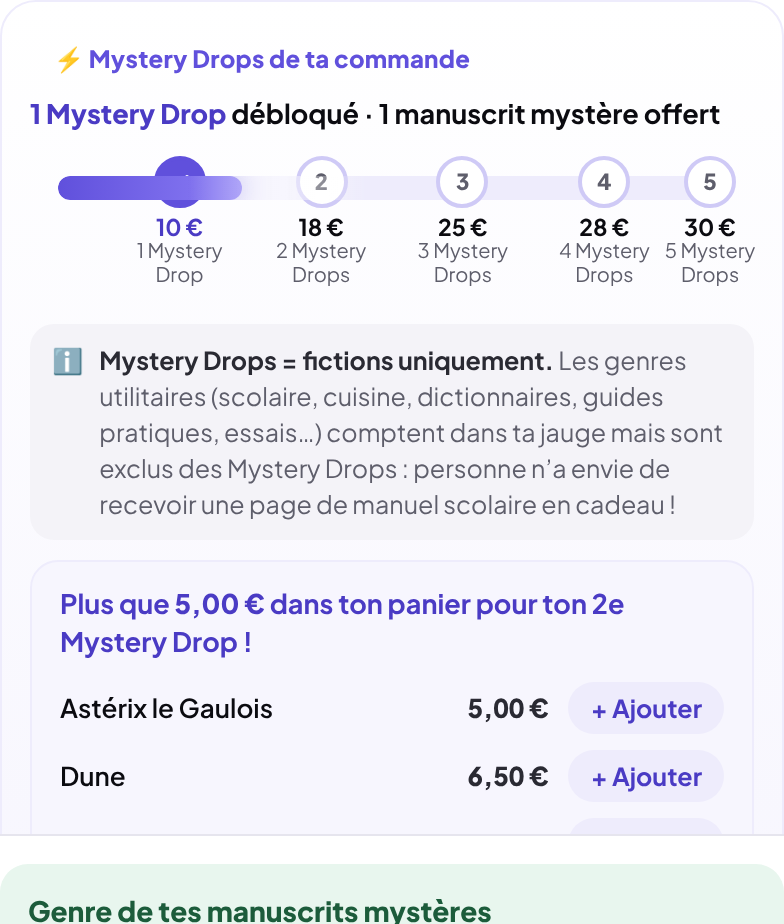 ⚡ Mystery Drops de ta commande
1 Mystery Drop débloqué · 1 manuscrit mystère offert
2 3 4 5
10 € 18 € 25 € 28 € 30 €
1 Mystery 2 Mystery 3 Mystery 4 Mystery 5 Mystery
Drop Drops Drops Drops Drops
ℹ️ Mystery Drops = fictions uniquement. Les genres
utilitaires (scolaire, cuisine, dictionnaires, guides
pratiques, essais…) comptent dans ta jauge mais sont
exclus des Mystery Drops : personne n’a envie de
recevoir une page de manuel scolaire en cadeau !
Plus que 5,00 € dans ton panier pour ton 2e
Mystery Drop !
Astérix le Gaulois 5,00 € + Ajouter
Dune 6,50 € + Ajouter
Genre de tes manuscrits mystères